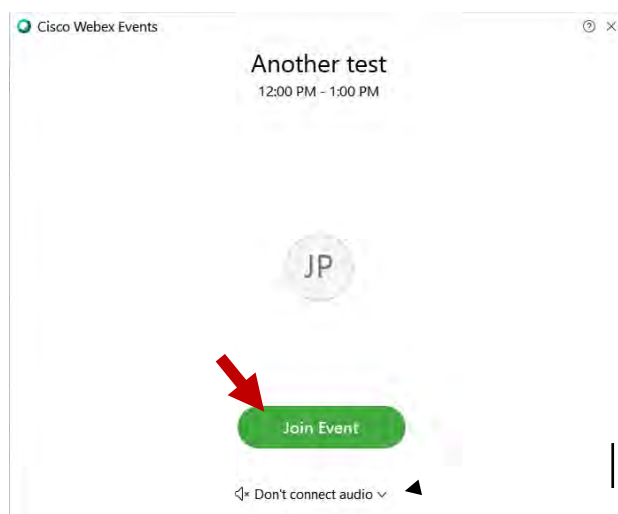 Cisco Webex Events
Another test
12:00 PM - 1:00 PM
JP
Join Event
Don't connect audio